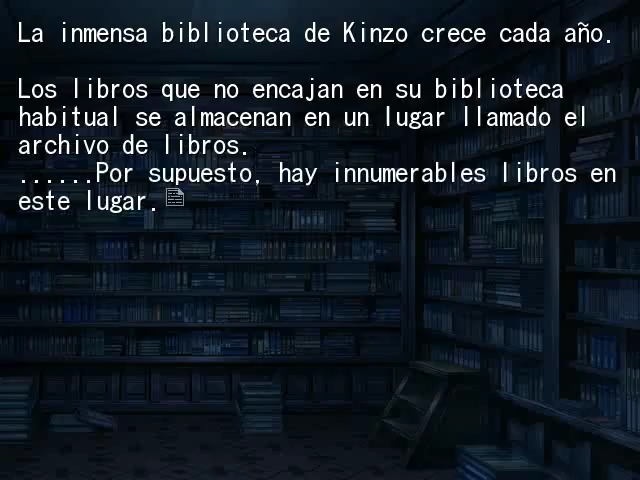 La inmensa biblioteca de Kinzo crece cada año.
Los libros que no encajan en su biblioteca
habitual se almacenan en un lugar llamado el
archivo de libros.
......Por supuesto, hay innumerables libros en
este lugar.